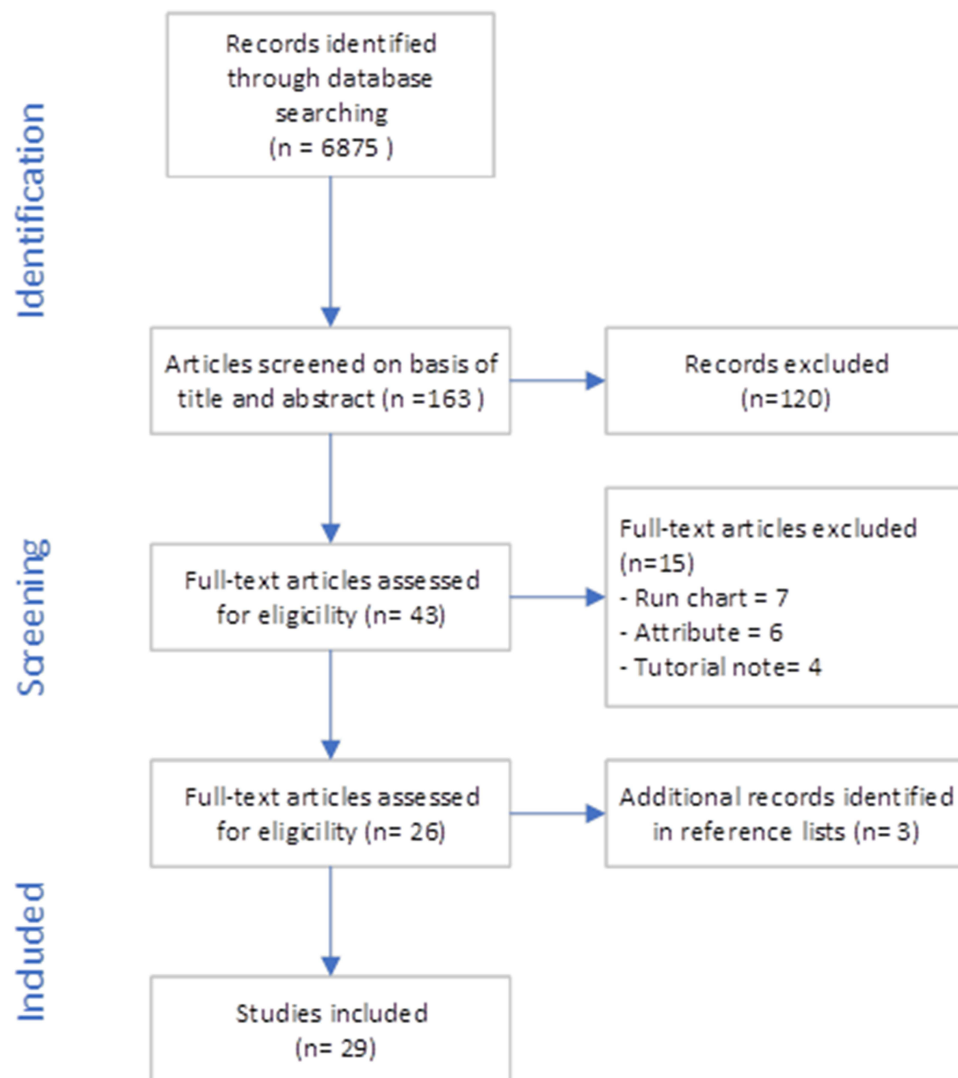 Identification
Records identified
through database
searching
(n = 6875 )
Articles screened on basis of
title and abstract (n =163 )
Records excluded
(n=120)
Screening
Full-text articles assessed
for eligicility (n= 43)
Full-text articles excluded
(n=15)
- Run chart = 7
- Attribute = 6
- Tutorial note= 4
Full-text articles assessed
for eligicility (n= 26)
Additional records identified
in reference lists (n= 3)
Included
Studies included
(n= 29)